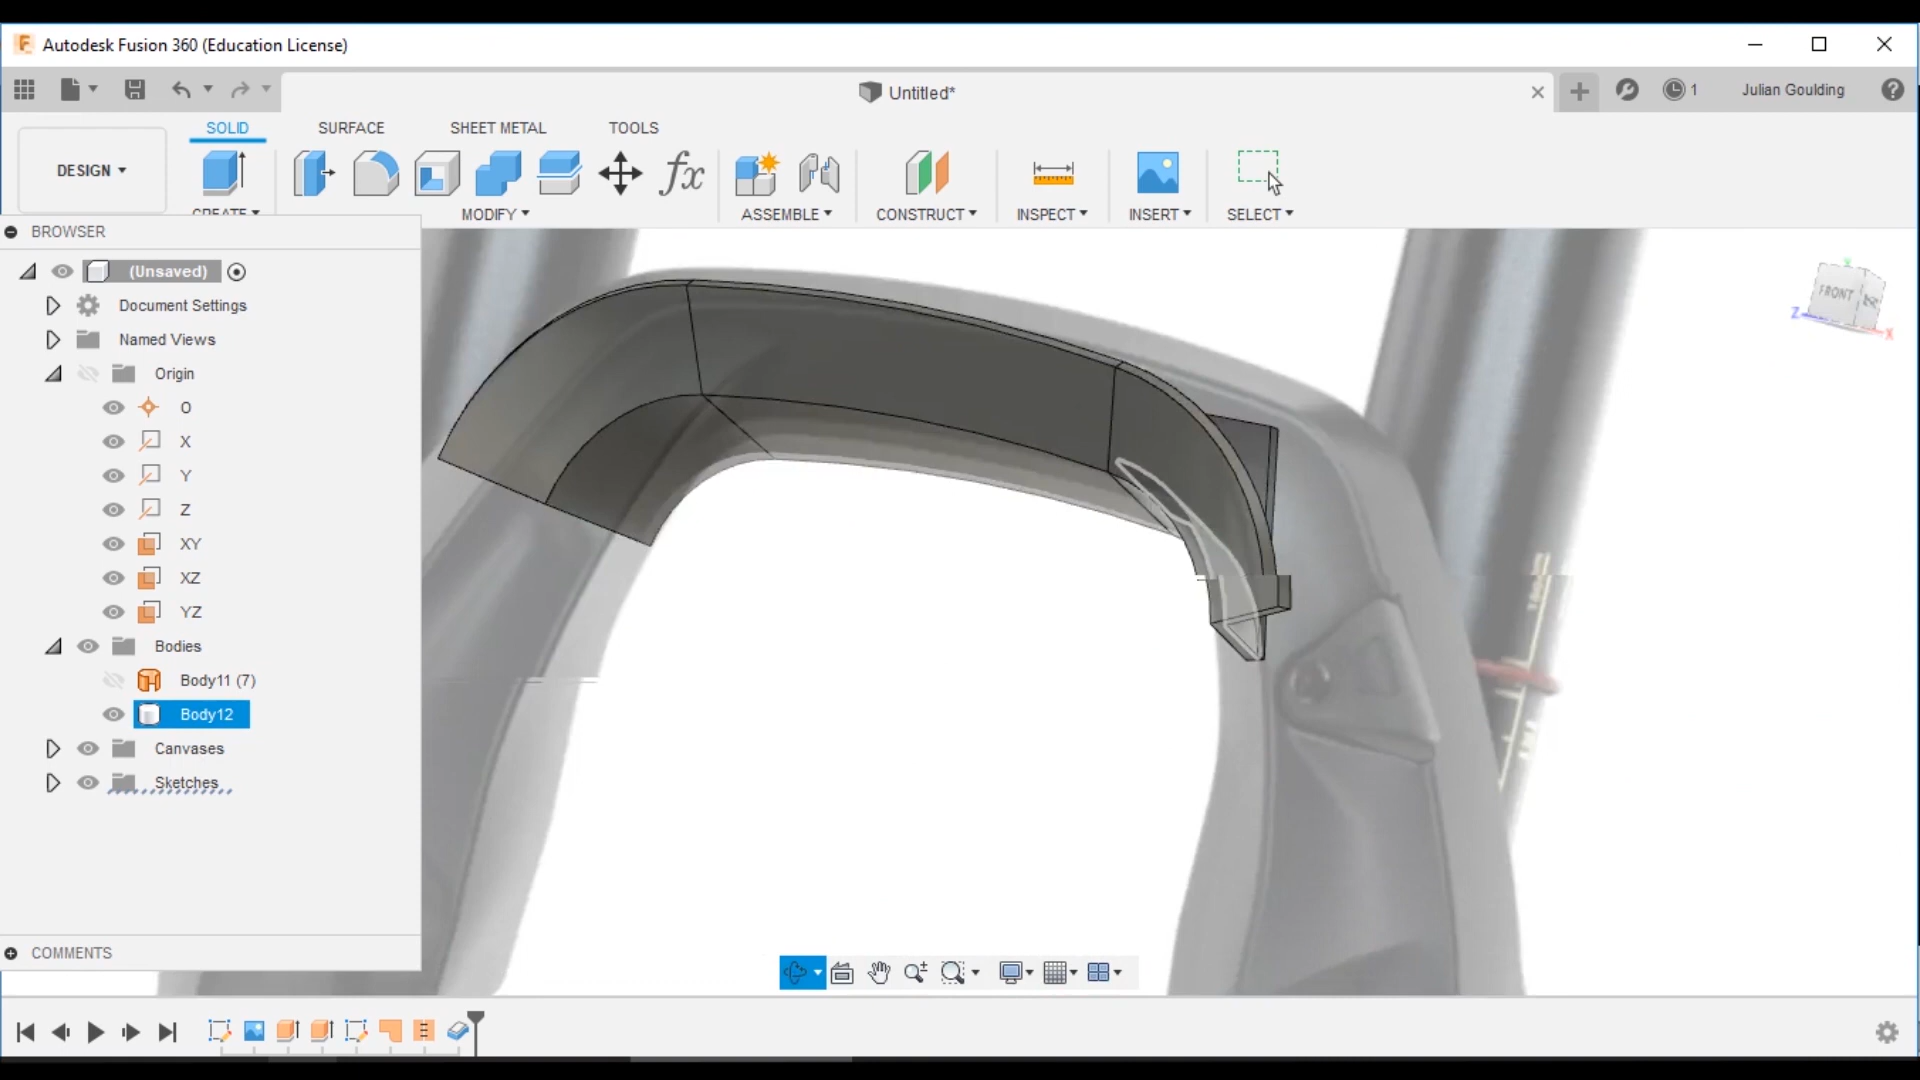 Autodesk Fusion 360 (Education License)
Untitled*
1
Julian Goulding
SOLID
SURFACE
SHEET METAL
TOOLS
DESIGN
CREATE
MODIFY
ASSEMBLE
CONSTRUCT
INSPECT
INSERT
SELECT
BROWSER
(Unsaved)
Document Settings
Named Views
Origin
O
X
Y
Z
XY
XZ
YZ
Bodies
Body11 (7)
Body12
Canvases
Sketches
COMMENTS
FRONT
Z
X
Y